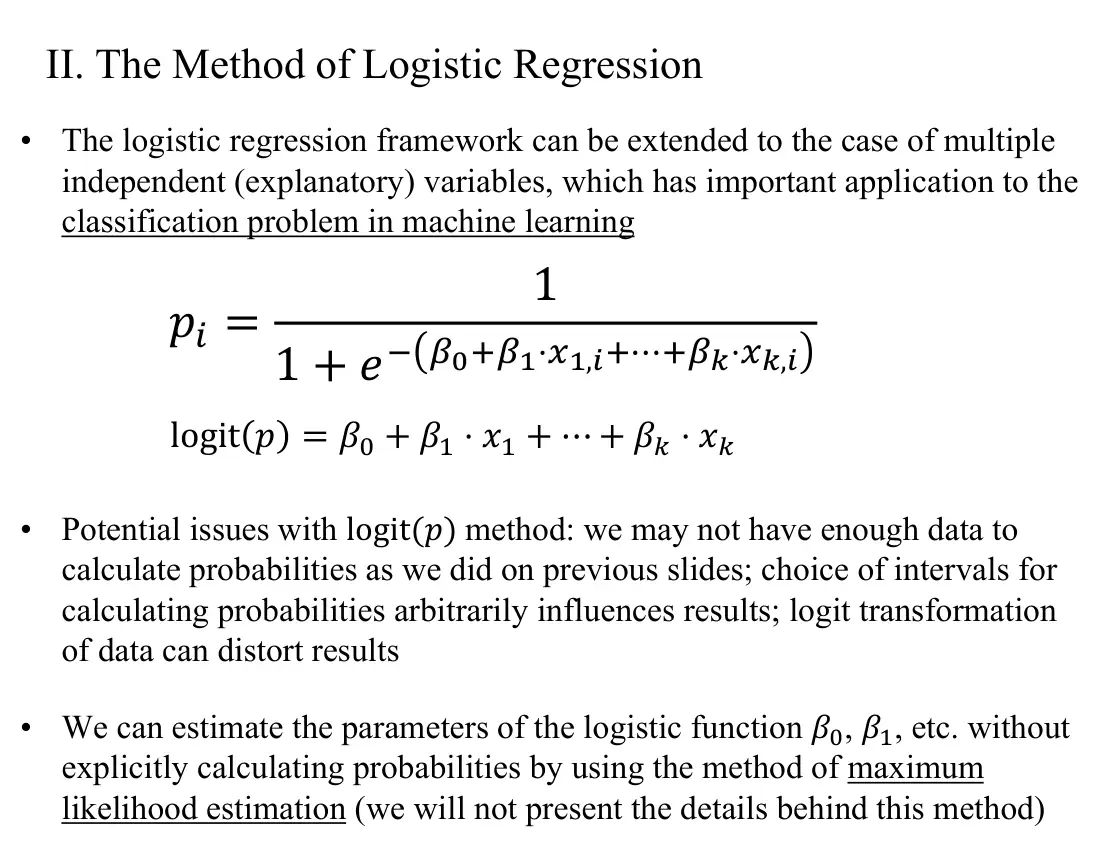 II. The Method of Logistic Regression
• The logistic regression framework can be extended to the case of multiple
independent (explanatory) variables, which has important application to the
classification problem in machine learning
pᵢ = 1 / (1 + e^−(β₀+β₁·x₁,ᵢ+⋯+βₖ·xₖ,ᵢ))
logit(p) = β₀ + β₁ · x₁ + ⋯ + βₖ · xₖ
• Potential issues with logit(p) method: we may not have enough data to
calculate probabilities as we did on previous slides; choice of intervals for
calculating probabilities arbitrarily influences results; logit transformation
of data can distort results
• We can estimate the parameters of the logistic function β₀, β₁, etc. without
explicitly calculating probabilities by using the method of maximum
likelihood estimation (we will not present the details behind this method)